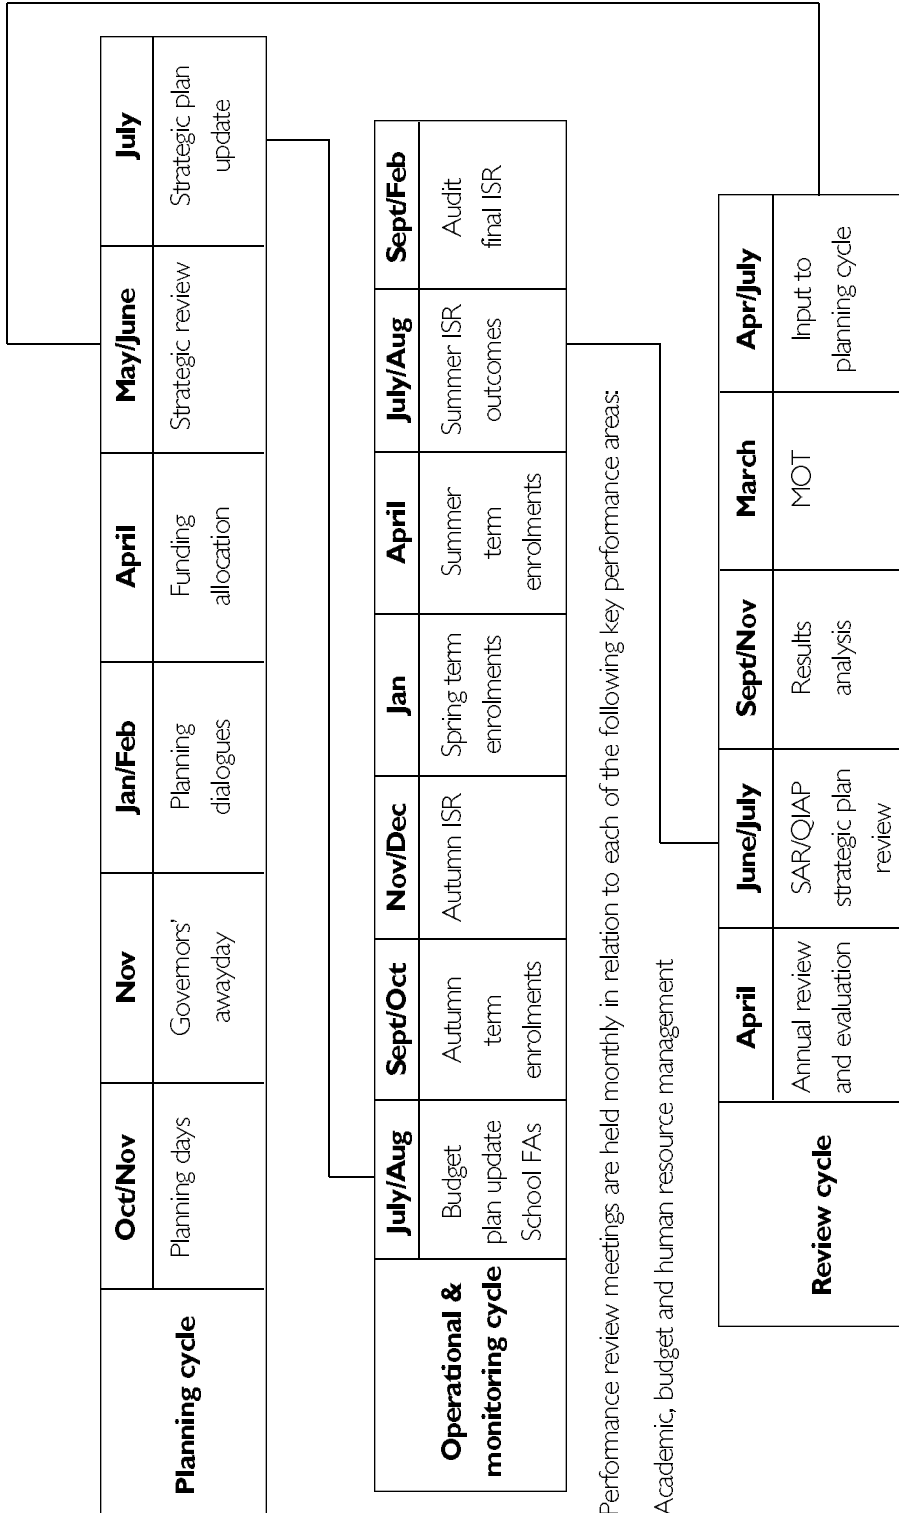 Planning cycle
Oct/Nov
Planning days
Nov
Governors'
awayday
Jan/Feb
Planning
dialogues
April
Funding
allocation
May/June
Strategic review
July
Strategic plan
update
Operational &
monitoring cycle
July/Aug
Budget
plan update
School FAs
Sept/Oct
Autumn
term
enrolments
Nov/Dec
Autumn ISR
Jan
Spring term
enrolments
April
Summer
term
enrolments
July/Aug
Summer ISR
outcomes
Sept/Feb
Audit
final ISR
Performance review meetings are held monthly in relation to each of the following key performance areas:
Academic, budget and human resource management
Review cycle
April
Annual review
and evaluation
June/July
SAR/QIAP
strategic plan
review
Sept/Nov
Results
analysis
March
MOT
Apr/July
Input to
planning cycle